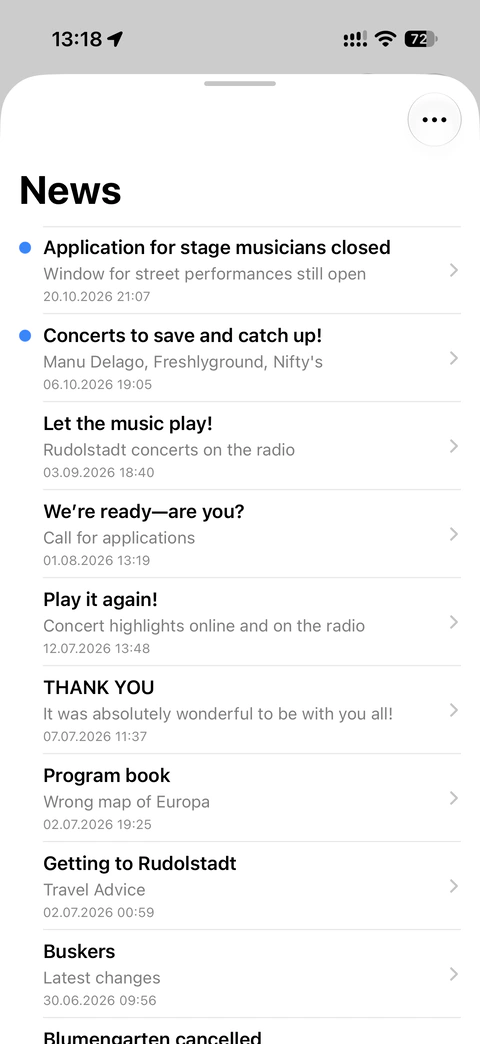 13:18
72
News
Application for stage musicians closed
Window for street performances still open
20.10.2026 21:07
Concerts to save and catch up!
Manu Delago, Freshlyground, Nifty's
06.10.2026 19:05
Let the music play!
Rudolstadt concerts on the radio
03.09.2026 18:40
We’re ready—are you?
Call for applications
01.08.2026 13:19
Play it again!
Concert highlights online and on the radio
12.07.2026 13:48
THANK YOU
It was absolutely wonderful to be with you all!
07.07.2026 11:37
Program book
Wrong map of Europa
02.07.2026 19:25
Getting to Rudolstadt
Travel Advice
02.07.2026 00:59
Buskers
Latest changes
30.06.2026 09:56
Blumengarten cancelled